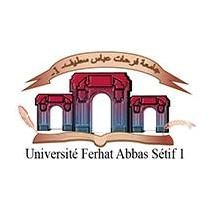 جامعة فرحات عباس سطيف -1-
Université Ferhat Abbas Sétif 1